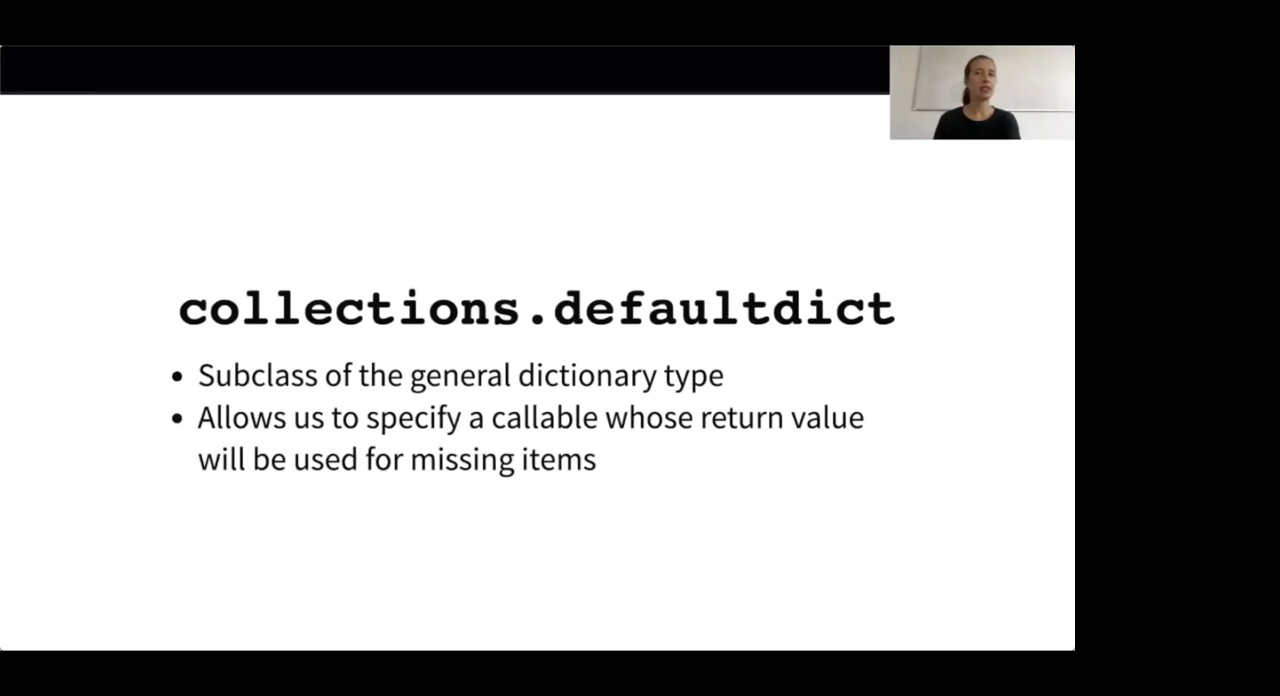 collections.defaultdict
• Subclass of the general dictionary type
• Allows us to specify a callable whose return value
will be used for missing items